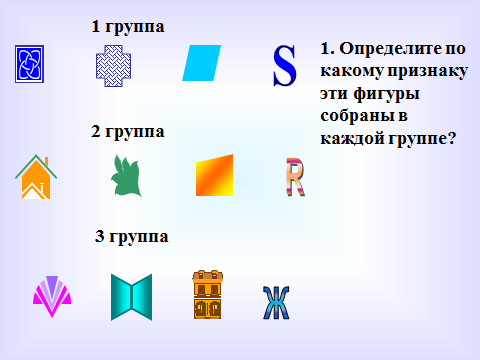 1 группа
S
1. Определите по
какому признаку
эти фигуры
собраны в
каждой группе?
2 группа
R
3 группа
Ж